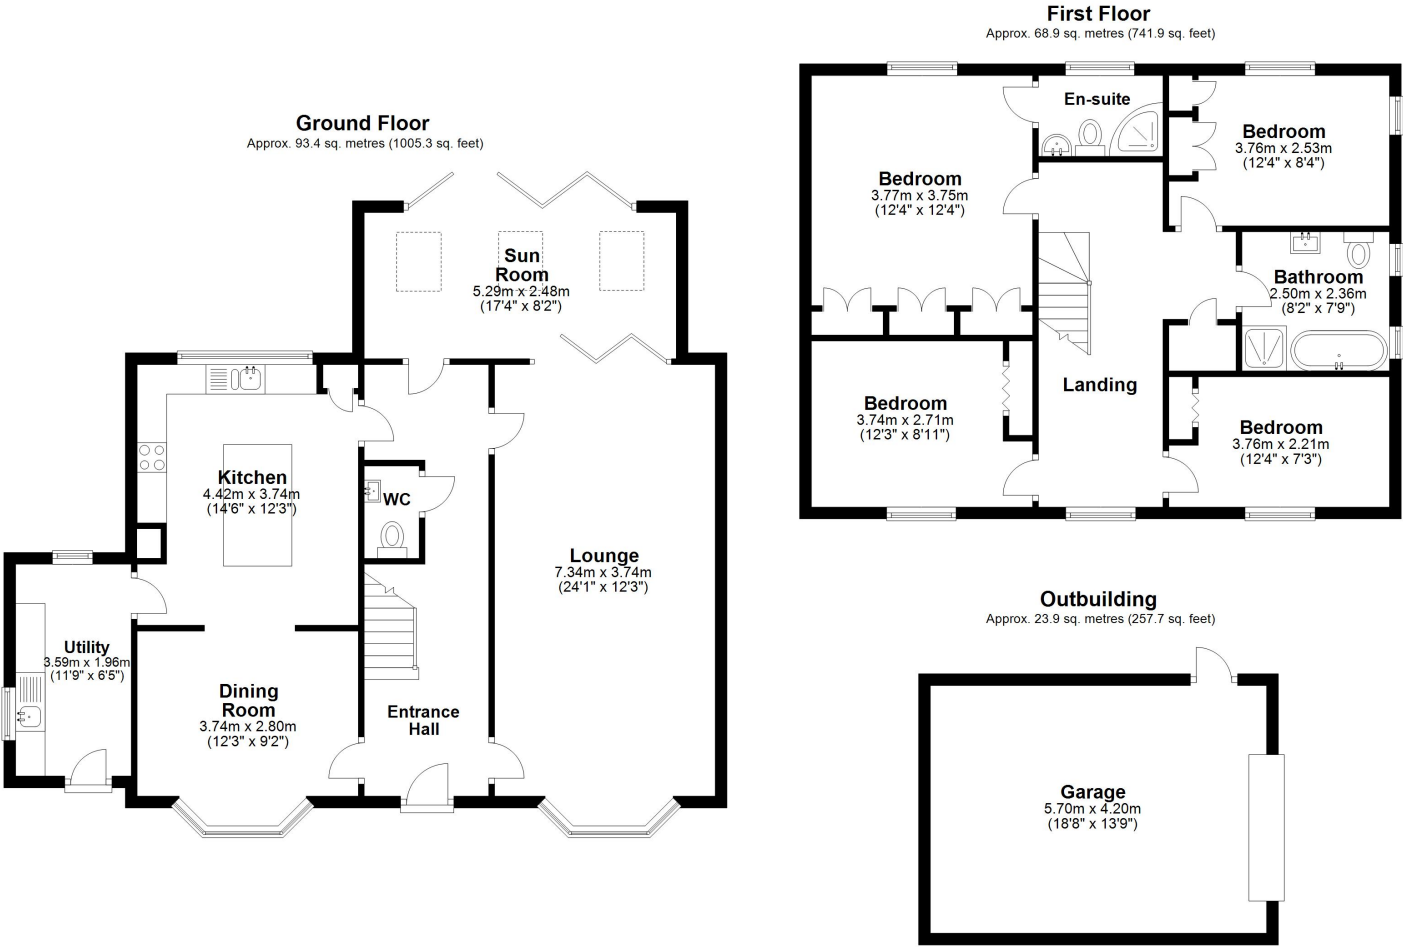 Ground Floor
Approx. 93.4 sq. metres (1005.3 sq. feet)
Sun
Room
5.29m x 2.48m
(17'4" x 8'2")
Kitchen
4.42m x 3.74m
(14'6" x 12'3")
WC
Lounge
7.34m x 3.74m
(24'1" x 12'3")
Utility
3.59m x 1.96m
(11'9" x 6'5")
Dining
Room
3.74m x 2.80m
(12'3" x 9'2")
Entrance
Hall
First Floor
Approx. 68.9 sq. metres (741.9 sq. feet)
En-suite
Bedroom
3.77m x 3.75m
(12'4" x 12'4")
Bedroom
3.76m x 2.53m
(12'4" x 8'4")
Bathroom
2.50m x 2.36m
(8'2" x 7'9")
Landing
Bedroom
3.74m x 2.71m
(12'3" x 8'11")
Bedroom
3.76m x 2.21m
(12'4" x 7'3")
Outbuilding
Approx. 23.9 sq. metres (257.7 sq. feet)
Garage
5.70m x 4.20m
(18'8" x 13'9")